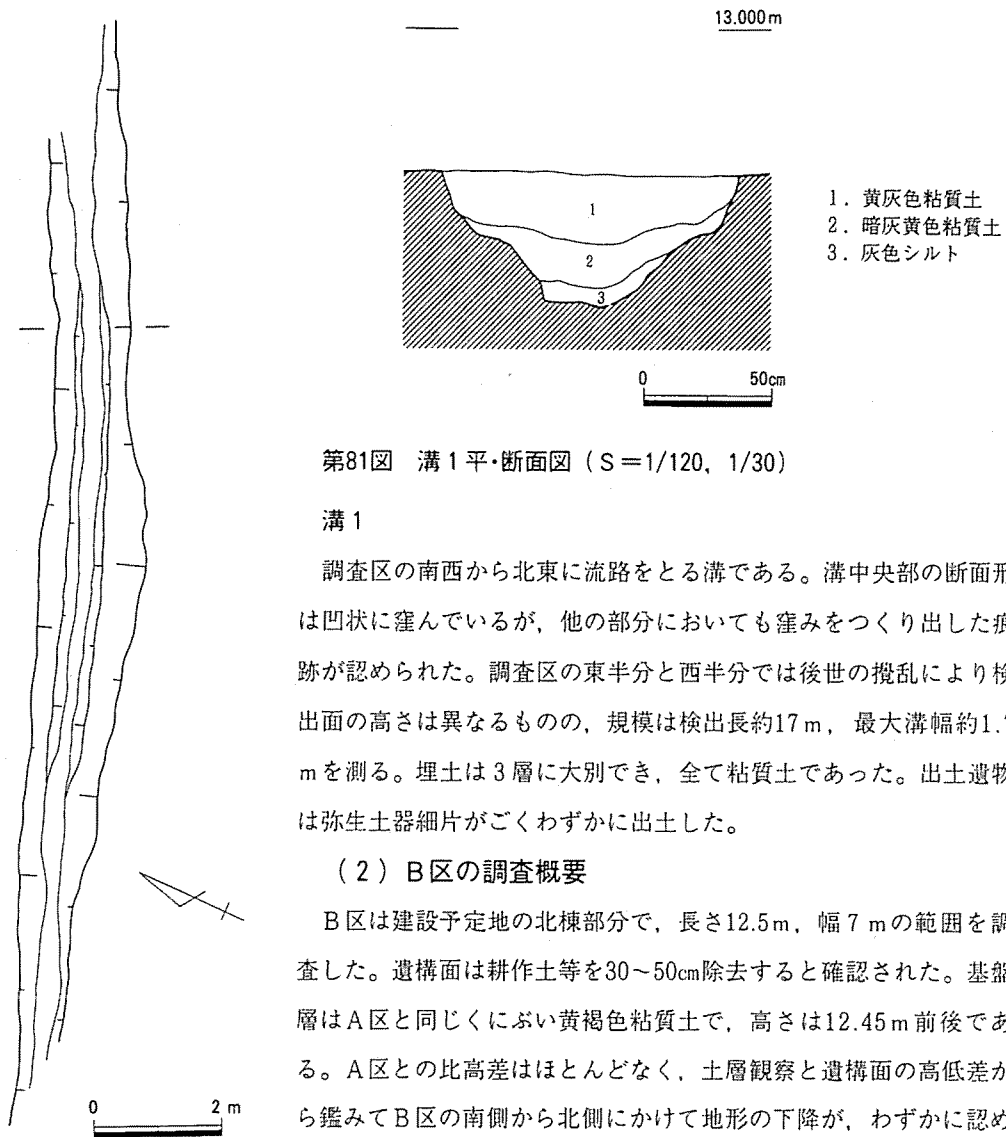 13.000m
1
2
3
1. 黄灰色粘質土
2. 暗灰黄色粘質土
3. 灰色シルト
0 50cm
第81図 溝1平・断面図(S=1/120, 1/30)
溝1
調査区の南西から北東に流路をとる溝である。溝中央部の断面形
は凹状に窪んでいるが,他の部分においても窪みをつくり出した痕
跡が認められた。調査区の東半分と西半分では後世の攪乱により検
出面の高さは異なるものの,規模は検出長約17m,最大溝幅約1.7
mを測る。埋土は3層に大別でき,全て粘質土であった。出土遺物
は弥生土器細片がごくわずかに出土した。
(2)B区の調査概要
B区は建設予定地の北棟部分で,長さ12.5m,幅7mの範囲を調
査した。遺構面は耕作土等を30~50cm除去すると確認された。基盤
層はA区と同じくにぶい黄褐色粘質土で,高さは12.45m前後であ
る。A区との比高差はほとんどなく,土層観察と遺構面の高低差か
ら鑑みてB区の南側から北側にかけて地形の下降が,わずかに認め
0 2m